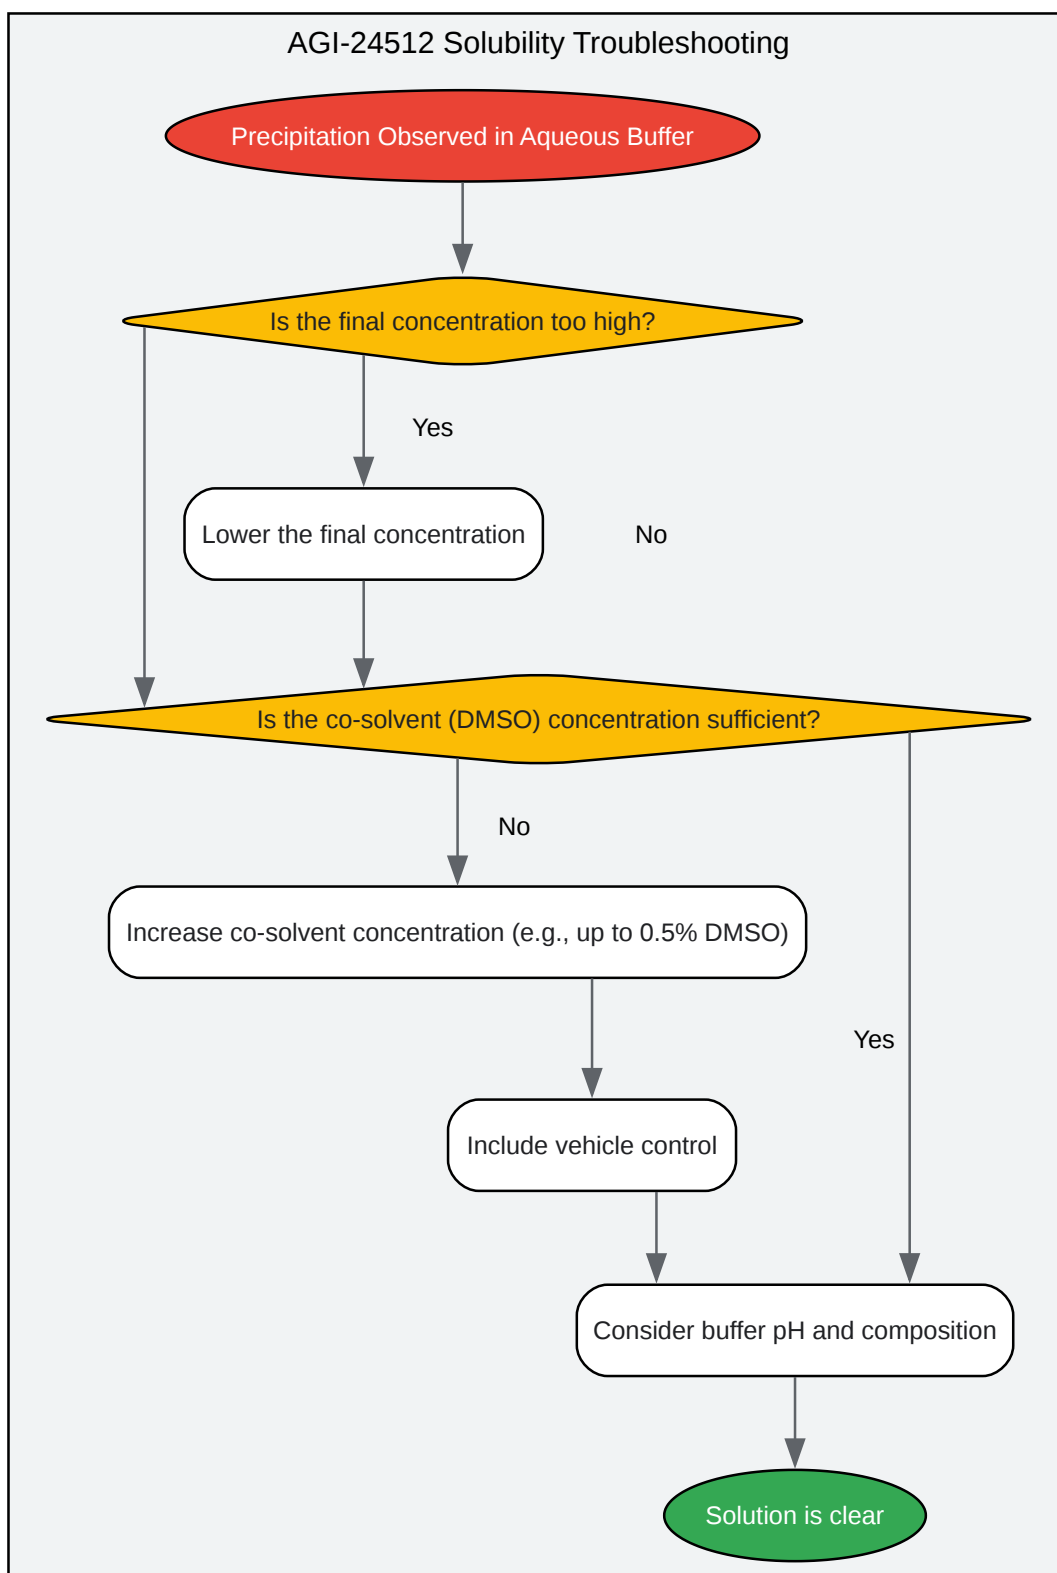 AGI-24512 Solubility Troubleshooting
Precipitation Observed in Aqueous Buffer
Is the final concentration too high?
Yes
Lower the final concentration
No
Is the co-solvent (DMSO) concentration sufficient?
No
Increase co-solvent concentration (e.g., up to 0.5% DMSO)
Yes
Include vehicle control
Consider buffer pH and composition
Solution is clear